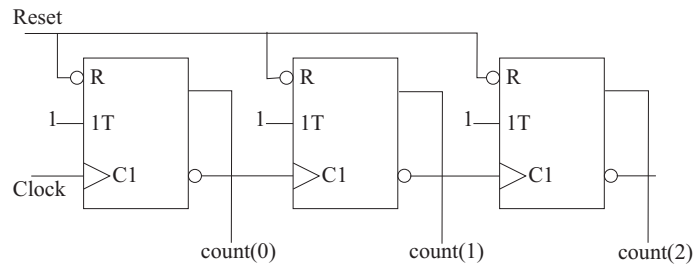 Reset
R R R
1 1T 1 1T 1 1T
C1 C1 C1
Clock
count(0) count(1) count(2)